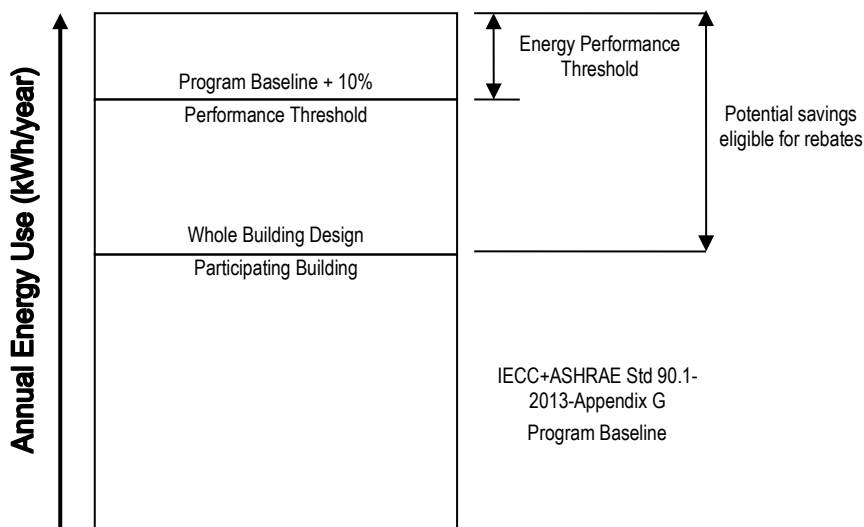 Annual Energy Use (kWh/year)
Program Baseline + 10%
Performance Threshold
Whole Building Design
Participating Building
Energy Performance
Threshold
Potential savings
eligible for rebates
IECC+ASHRAE Std 90.1-
2013-Appendix G
Program Baseline